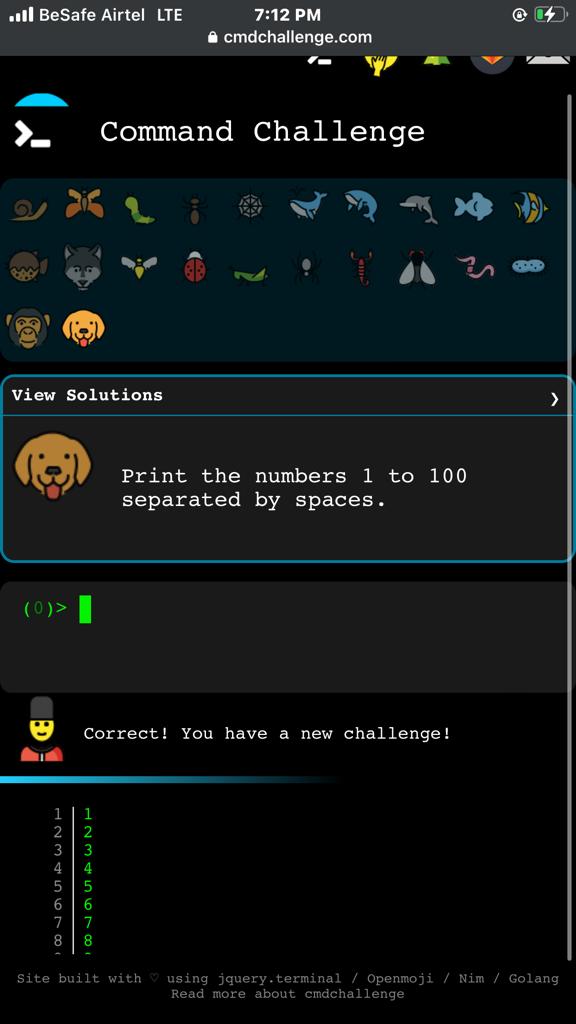 BeSafe Airtel LTE 7:12 PM
cmdchallenge.com
Command Challenge
View Solutions ❯
Print the numbers 1 to 100
separated by spaces.
(0)>
Correct! You have a new challenge!
1 1
2 2
3 3
4 4
5 5
6 6
7 7
8 8
Site built with ♡ using jquery.terminal / Openmoji / Nim / Golang
Read more about cmdchallenge